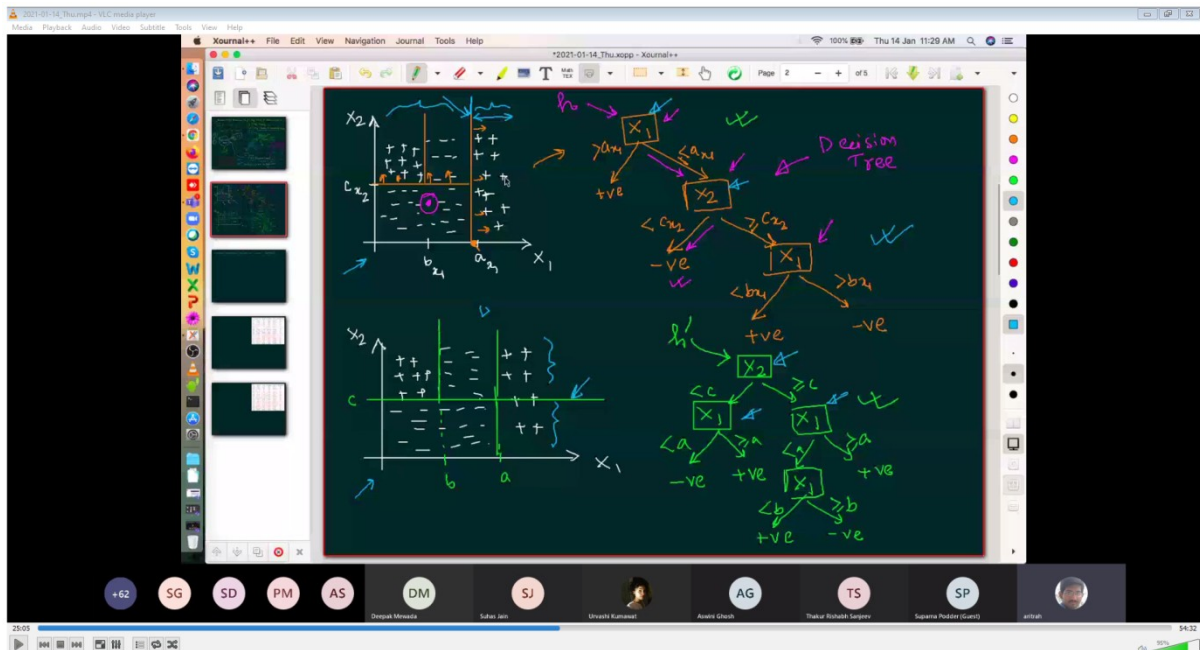 2021-01-14_Thu.mp4 - VLC media player
Media Playback Audio Video Subtitle Tools View Help
Xournal++ File Edit View Navigation Journal Tools Help
100% Thu 14 Jan 11:29 AM
*2021-01-14_Thu.xopp - Xournal++
Page 2 - + of 5
h
x₂
x₁
>ax₁
≤ax₁
Decision
Tree
+ve
x₂
cx₂
<cx₂
≥cx₂
-ve
x₁
bx₁
ax₁
x₁
<bx₁
>bx₁
+ve
-ve
x₂
h'
x₂
<c
≥c
c
x₁
x₁
<a
≥a
<a
≥a
-ve
+ve
+ve
b
a
x₁
x₁
<b
≥b
+ve
-ve
+62
SG
SD
PM
AS
DM
SJ
AG
TS
SP
Deepak Mewada
Suhas Jain
Urvashi Kumawat
Aswini Ghosh
Thakur Rishabh Sanjeev
Suparna Podder (Guest)
aritrah
25:05
54:32